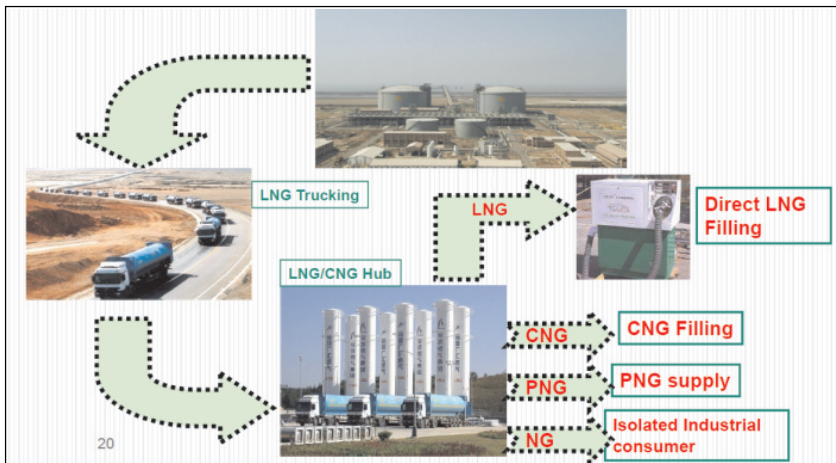 LNG Trucking
LNG
Direct LNG
Filling
LNG/CNG Hub
CNG
CNG Filling
PNG
PNG supply
NG
Isolated Industrial
consumer
20